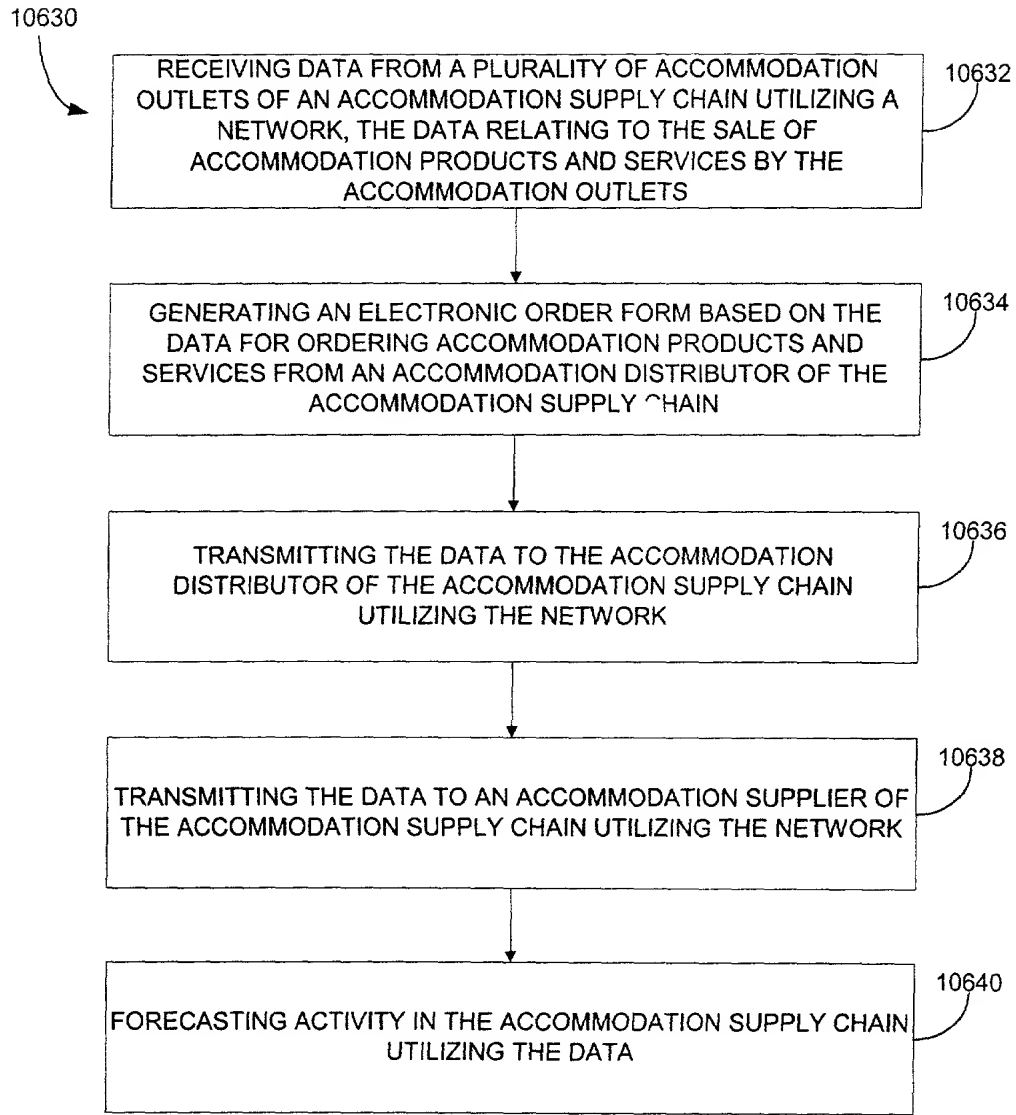 10630
RECEIVING DATA FROM A PLURALITY OF ACCOMMODATION
OUTLETS OF AN ACCOMMODATION SUPPLY CHAIN UTILIZING A
NETWORK, THE DATA RELATING TO THE SALE OF
ACCOMMODATION PRODUCTS AND SERVICES BY THE
ACCOMMODATION OUTLETS
10632
GENERATING AN ELECTRONIC ORDER FORM BASED ON THE
DATA FOR ORDERING ACCOMMODATION PRODUCTS AND
SERVICES FROM AN ACCOMMODATION DISTRIBUTOR OF THE
ACCOMMODATION SUPPLY CHAIN
10634
TRANSMITTING THE DATA TO THE ACCOMMODATION
DISTRIBUTOR OF THE ACCOMMODATION SUPPLY CHAIN
UTILIZING THE NETWORK
10636
TRANSMITTING THE DATA TO AN ACCOMMODATION SUPPLIER OF
THE ACCOMMODATION SUPPLY CHAIN UTILIZING THE NETWORK
10638
FORECASTING ACTIVITY IN THE ACCOMMODATION SUPPLY CHAIN
UTILIZING THE DATA
10640